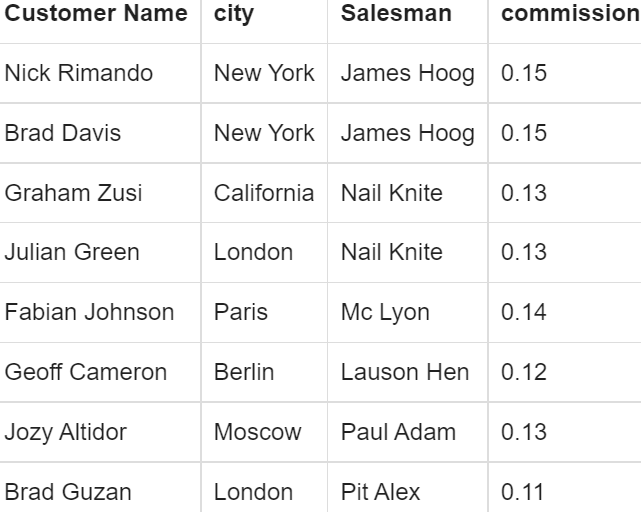 Customer Name city Salesman commission
Nick Rimando New York James Hoog 0.15
Brad Davis New York James Hoog 0.15
Graham Zusi California Nail Knite 0.13
Julian Green London Nail Knite 0.13
Fabian Johnson Paris Mc Lyon 0.14
Geoff Cameron Berlin Lauson Hen 0.12
Jozy Altidor Moscow Paul Adam 0.13
Brad Guzan London Pit Alex 0.11